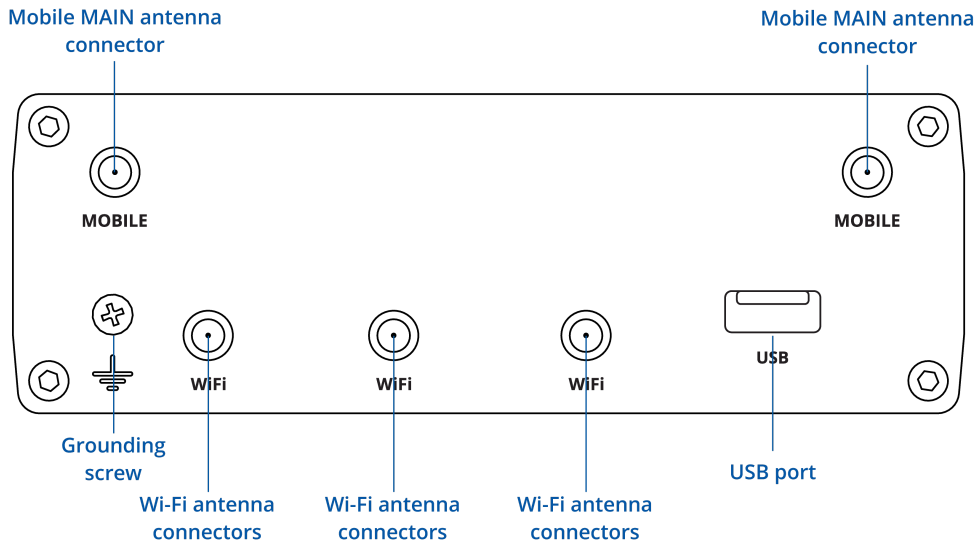 Mobile MAIN antenna
connector
Mobile MAIN antenna
connector
MOBILE
MOBILE
USB
WiFi
WiFi
WiFi
Grounding
screw
USB port
Wi-Fi antenna
connectors
Wi-Fi antenna
connectors
Wi-Fi antenna
connectors